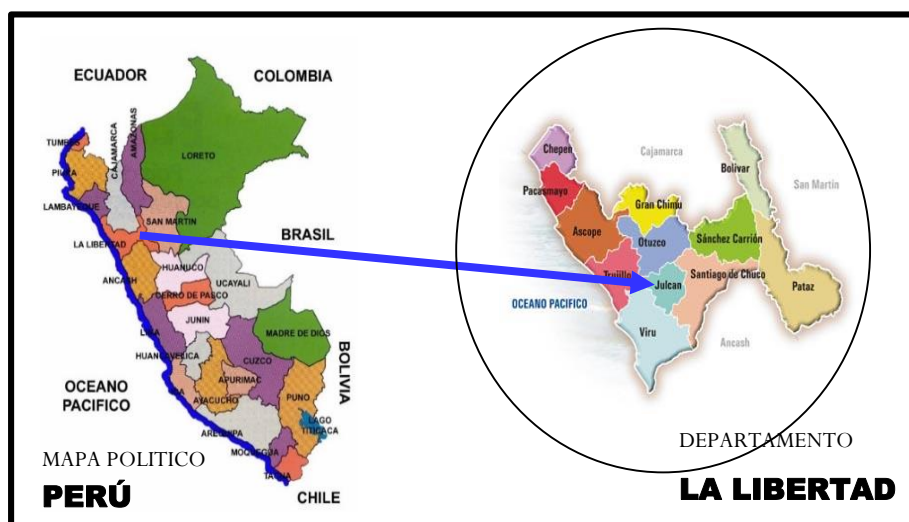 ECUADOR
COLOMBIA
TUMBES
PIURA
CAJAMARCA
AMAZONAS
LORETO
LAMBAYEQUE
SAN MARTIN
LA LIBERTAD
BRASIL
HUANUCO
ANCASH
UCAYALI
CERRO DE PASCO
JUNIN
LIMA
MADRE DE DIOS
HUANCAVELICA
CUZCO
BOLIVIA
OCEANO
PACIFICO
APURIMAC
ICA
AYACUCHO
PUNO
LAGO
TITICACA
AREQUIPA
MOQUEGUA
TACNA
CHILE
MAPA POLITICO
PERÚ
Chepen
Cajamarca
Bolivar
San Martin
Pacasmayo
Gran Chimu
Ascope
Otuzco
Sánchez Carrión
Trujillo
Santiago de Chuco
Julcan
Pataz
OCEANO PACIFICO
Viru
Ancash
DEPARTAMENTO
LA LIBERTAD